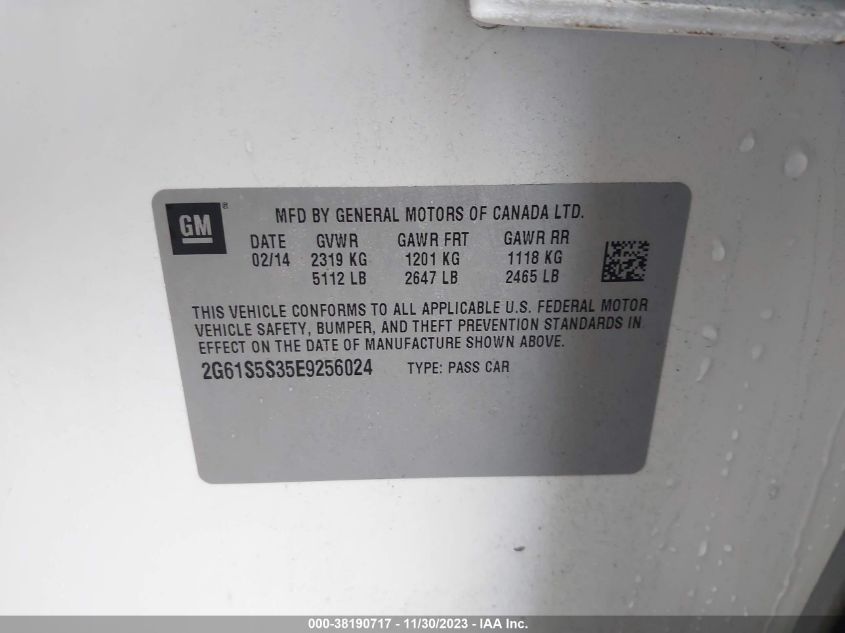 GM ®
MFD BY GENERAL MOTORS OF CANADA LTD.
DATE GVWR GAWR FRT GAWR RR
02/14 2319 KG 1201 KG 1118 KG
5112 LB 2647 LB 2465 LB
THIS VEHICLE CONFORMS TO ALL APPLICABLE U.S. FEDERAL MOTOR
VEHICLE SAFETY, BUMPER, AND THEFT PREVENTION STANDARDS IN
EFFECT ON THE DATE OF MANUFACTURE SHOWN ABOVE.
2G61S5S35E9256024 TYPE: PASS CAR
000-38190717 - 11/30/2023 - IAA Inc.